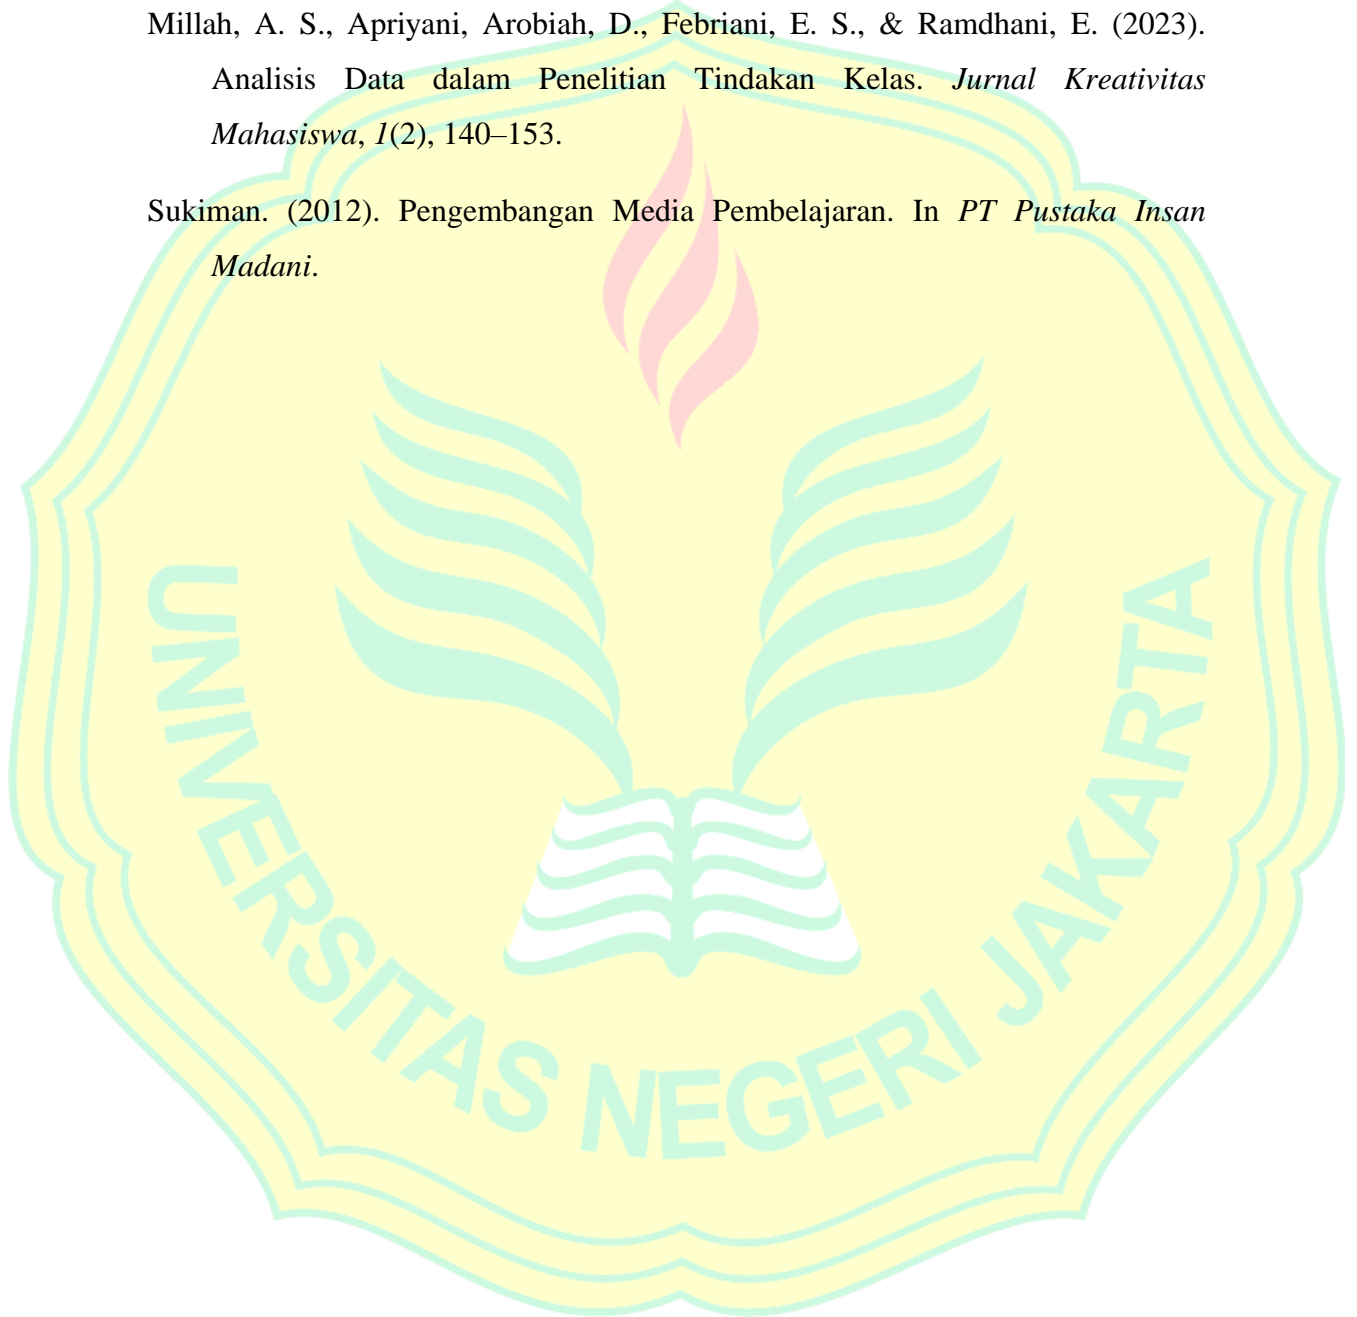 Millah, A. S., Apriyani, Arobiah, D., Febriani, E. S., & Ramdhani, E. (2023).
Analisis Data dalam Penelitian Tindakan Kelas. Jurnal Kreativitas
Mahasiswa, 1(2), 140–153.
Sukiman. (2012). Pengembangan Media Pembelajaran. In PT Pustaka Insan
Madani.
UNIVERSITAS NEGERI JAKARTA